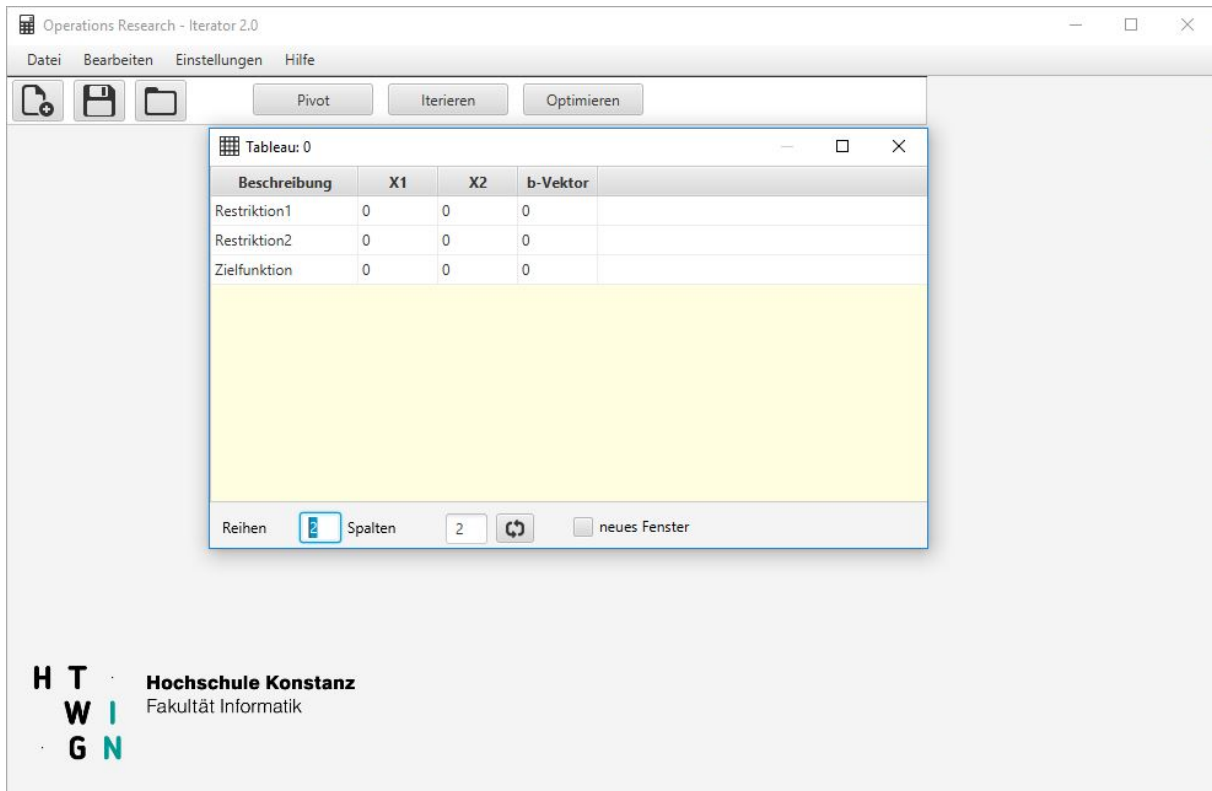 Operations Research - Iterator 2.0
Datei Bearbeiten Einstellungen Hilfe
Pivot Iterieren Optimieren
Tableau: 0
Beschreibung X1 X2 b-Vektor
Restriktion1 0 0 0
Restriktion2 0 0 0
Zielfunktion 0 0 0
Reihen 2 Spalten 2 neues Fenster
H T
W I
G N
Hochschule Konstanz
Fakultät Informatik